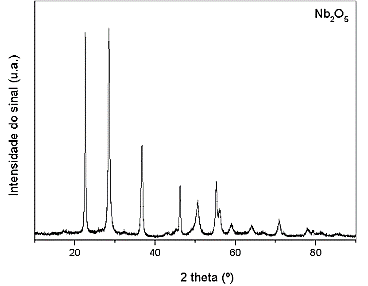 Nb₂O₅
Intensidade do sinal (u.a.)
20 40 60 80
2 theta (º)